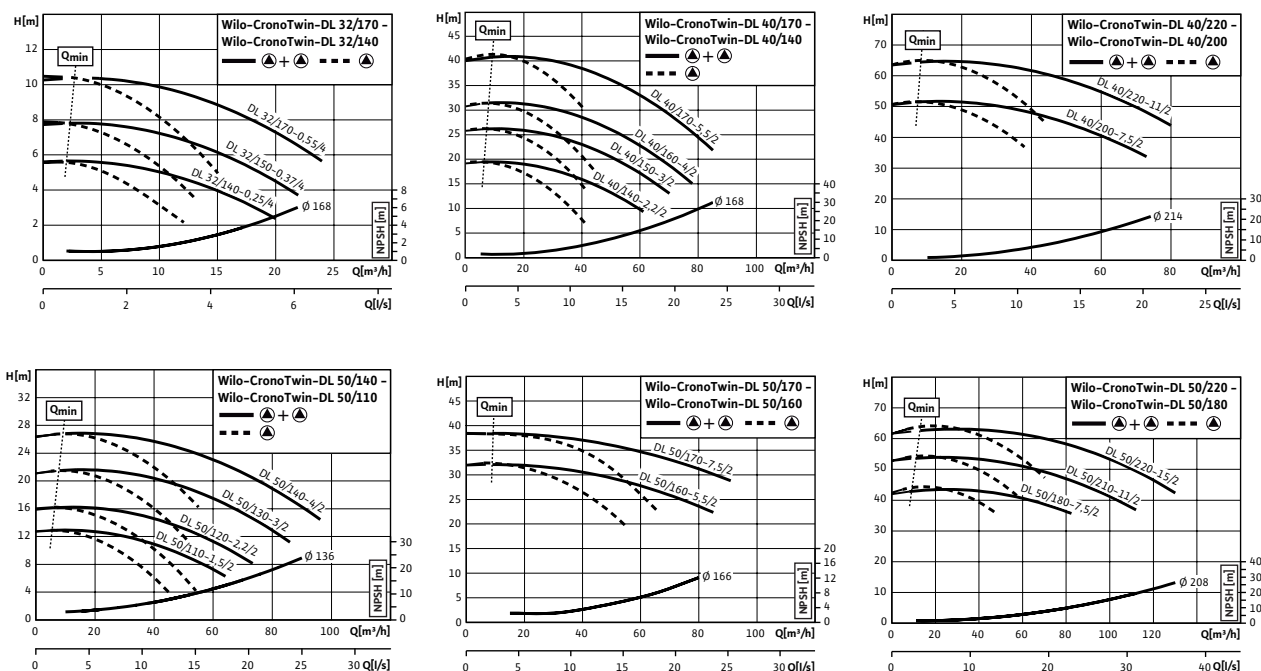 H[m]
Wilo-CronoTwin-DL 32/170 –
Wilo-CronoTwin-DL 32/140
+
Qmin
12
10
8
6
4
2
0
DL 32/170-0,55/4
DL 32/150-0,37/4
DL 32/140-0,25/4
Ø 168
8
6
4
2
0
NPSH [m]
0 5 10 15 20 25 Q[m³/h]
0 2 4 6 Q[l/s]
H[m]
Wilo-CronoTwin-DL 40/170 –
Wilo-CronoTwin-DL 40/140
+
Qmin
45
40
35
30
25
20
15
10
5
0
DL 40/170-5,5/2
DL 40/160-4/2
DL 40/150-3/2
DL 40/140-2,2/2
Ø 168
40
30
20
10
0
NPSH [m]
0 20 40 60 80 100 Q[m³/h]
0 5 10 15 20 25 30 Q[l/s]
H[m]
Wilo-CronoTwin-DL 40/220 –
Wilo-CronoTwin-DL 40/200
+
Qmin
70
60
50
40
30
20
10
0
DL 40/220-11/2
DL 40/200-7,5/2
Ø 214
30
20
10
0
NPSH [m]
0 20 40 60 80 Q[m³/h]
0 5 10 15 20 25 Q[l/s]
H[m]
Wilo-CronoTwin-DL 50/140 –
Wilo-CronoTwin-DL 50/110
+
Qmin
32
28
24
20
16
12
8
4
0
DL 50/140-4/2
DL 50/130-3/2
DL 50/120-2,2/2
DL 50/110-1,5/2
Ø 136
30
20
10
0
NPSH [m]
0 20 40 60 80 100 Q[m³/h]
0 5 10 15 20 25 30 Q[l/s]
H[m]
Wilo-CronoTwin-DL 50/170 –
Wilo-CronoTwin-DL 50/160
+
Qmin
45
40
35
30
25
20
15
10
5
0
DL 50/170-7,5/2
DL 50/160-5,5/2
Ø 166
20
16
12
8
4
0
NPSH [m]
0 20 40 60 80 100 Q[m³/h]
0 5 10 15 20 25 30 Q[l/s]
H[m]
Wilo-CronoTwin-DL 50/220 –
Wilo-CronoTwin-DL 50/180
+
Qmin
70
60
50
40
30
20
10
0
DL 50/220-15/2
DL 50/210-11/2
DL 50/180-7,5/2
Ø 208
40
30
20
10
0
NPSH [m]
0 20 40 60 80 100 120 Q[m³/h]
0 10 20 30 40 Q[l/s]